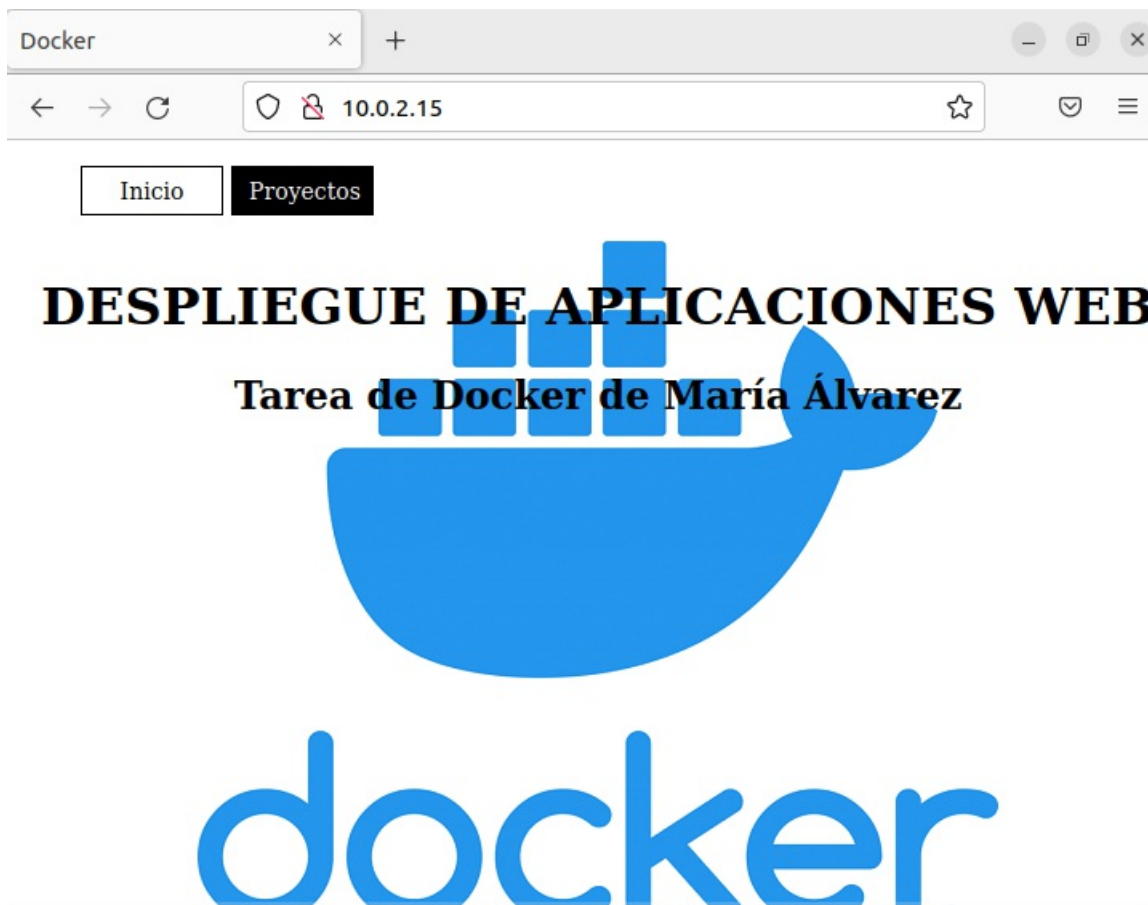 Docker
10.0.2.15
Inicio Proyectos
DESPLIEGUE DE APLICACIONES WEB
Tarea de Docker de María Álvarez
docker